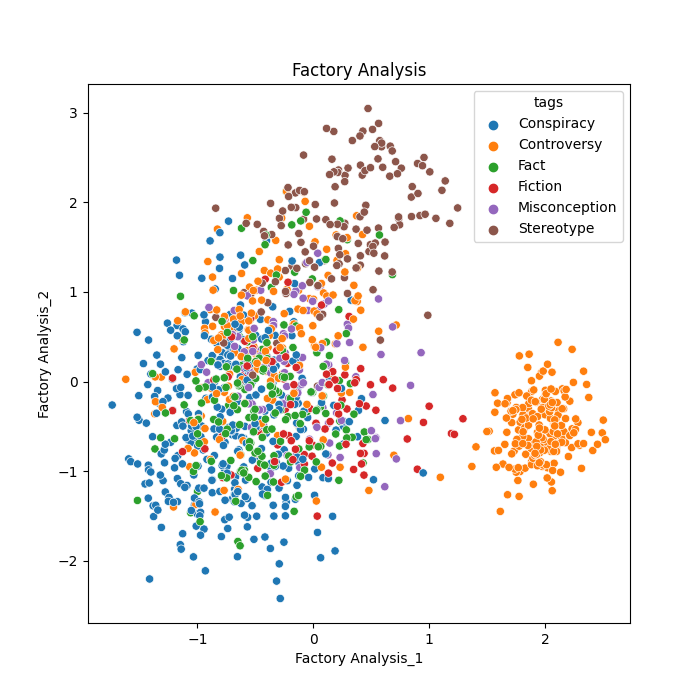 Factory Analysis
tags
Conspiracy
Controversy
Fact
Fiction
Misconception
Stereotype
3
2
1
0
−1
−2
Factory Analysis_2
−1 0 1 2
Factory Analysis_1